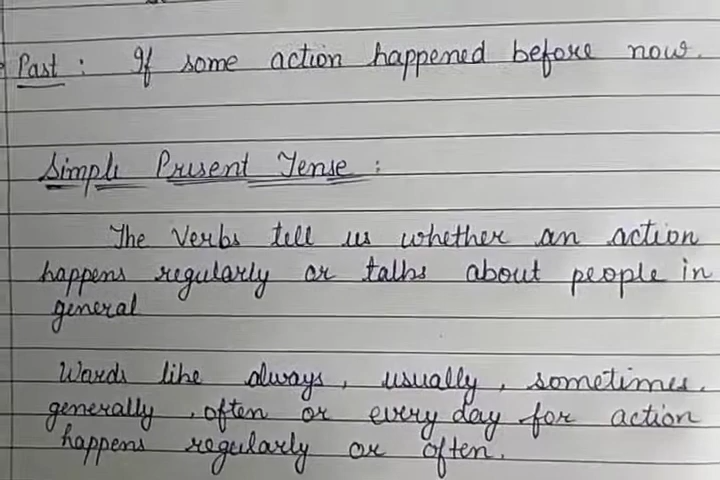 Past : If some action happened before now.
Simple Present Tense :
The Verbs tell us whether an action
happens regularly or talks about people in
general
Words like always, usually, sometimes.
generally, often or every day for action
happens regularly or often.